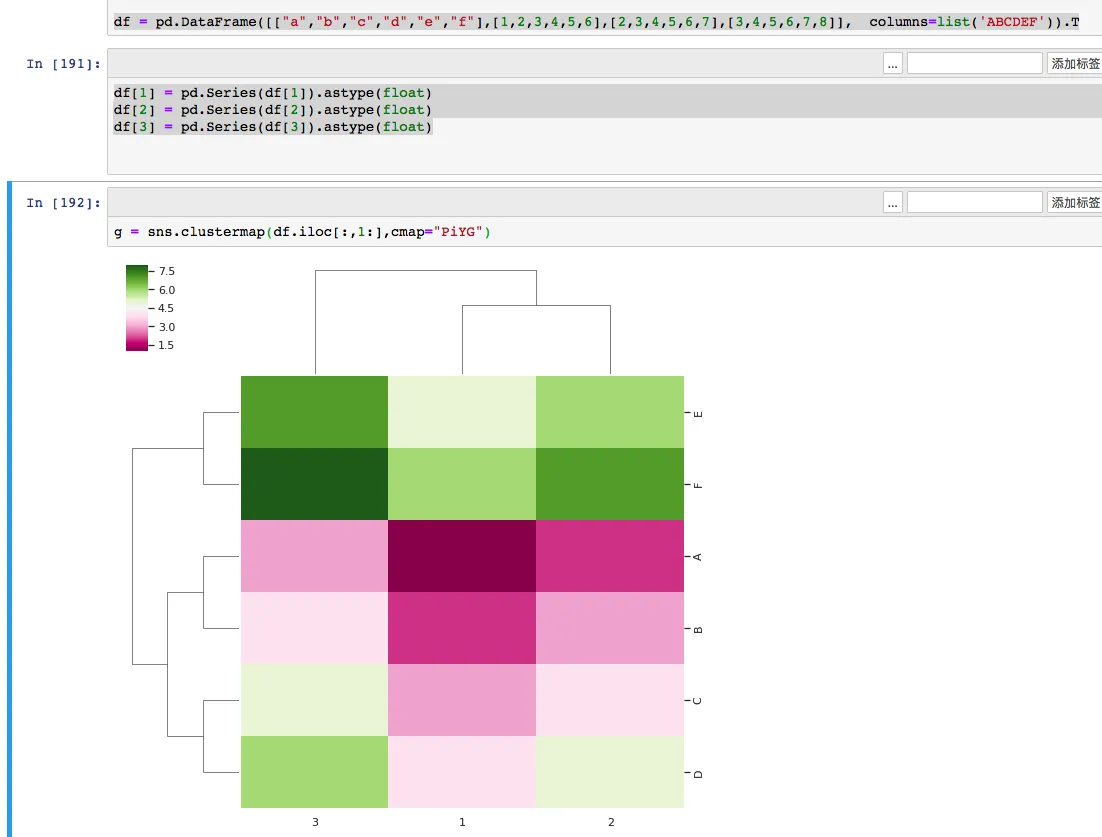 df = pd.DataFrame([["a","b","c","d","e","f"],[1,2,3,4,5,6],[2,3,4,5,6,7],[3,4,5,6,7,8]],  columns=list('ABCDEF')).T
In [191]:
... 添加标签
df[1] = pd.Series(df[1]).astype(float)
df[2] = pd.Series(df[2]).astype(float)
df[3] = pd.Series(df[3]).astype(float)
In [192]:
... 添加标签
g = sns.clustermap(df.iloc[:,1:],cmap="PiYG")
7.5
6.0
4.5
3.0
1.5
E
F
A
B
C
D
3 1 2